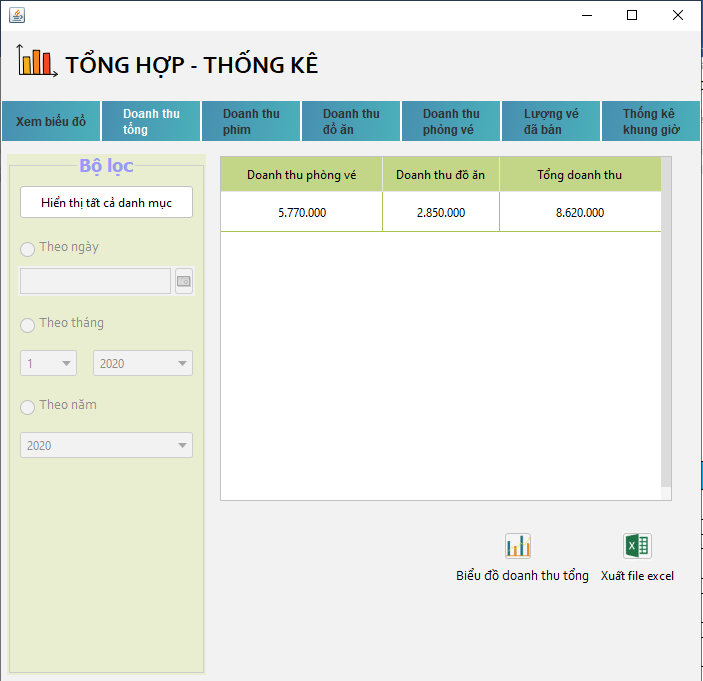 TỔNG HỢP - THỐNG KÊ
Xem biểu đồ
Doanh thu
tổng
Doanh thu
phim
Doanh thu
đồ ăn
Doanh thu
phòng vé
Lượng vé
đã bán
Thống kê
khung giờ
Bộ lọc
Hiển thị tất cả danh mục
Theo ngày
Theo tháng
1 2020
Theo năm
2020
Doanh thu phòng vé Doanh thu đồ ăn Tổng doanh thu
5.770.000 2.850.000 8.620.000
Biểu đồ doanh thu tổng Xuất file excel